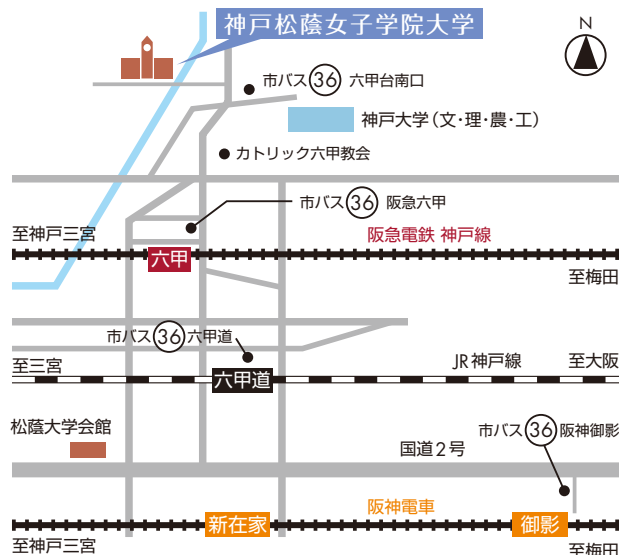 神戸松蔭女子学院大学
N
市バス 36 六甲台南口
神戸大学(文・理・農・工)
カトリック六甲教会
市バス 36 阪急六甲
至神戸三宮
阪急電鉄 神戸線
六甲
至梅田
市バス 36 六甲道
至三宮
JR神戸線
至大阪
六甲道
松蔭大学会館
市バス 36 阪神御影
国道2号
阪神電車
新在家
御影
至神戸三宮
至梅田